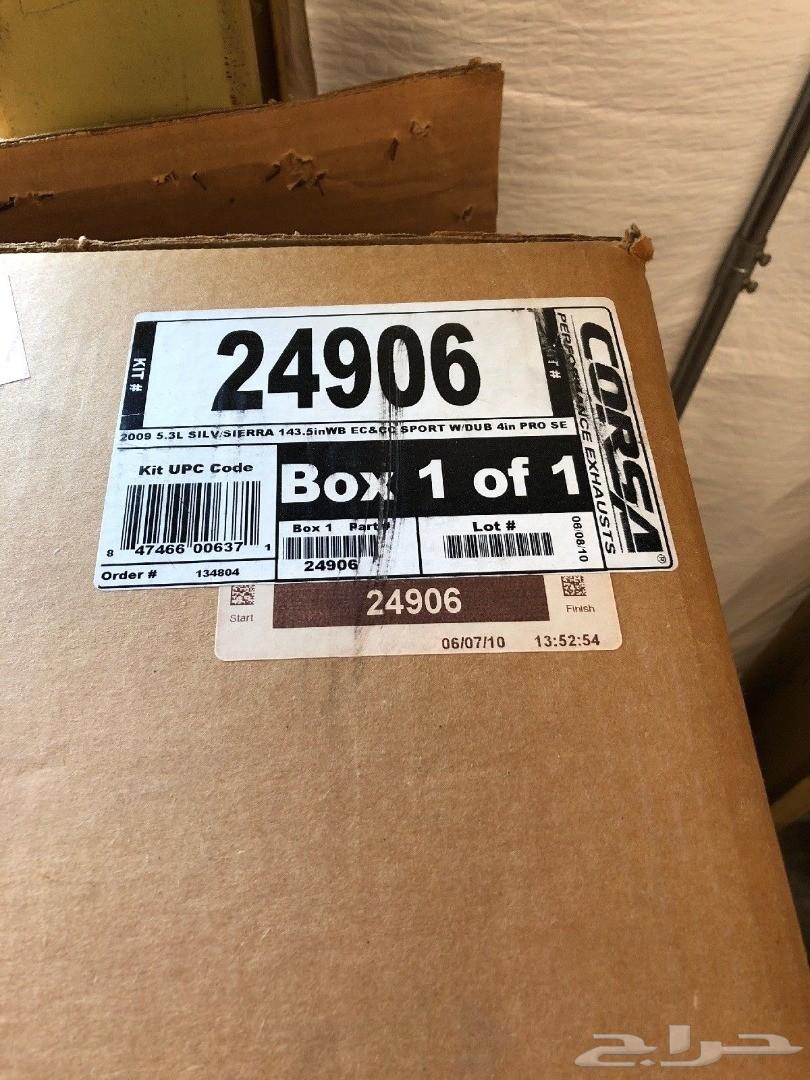 KIT #
24906
KIT #
2009 5.3L SILV/SIERRA 143.5inWB EC&CC SPORT W/DUB 4in PRO SE
Kit UPC Code
8 47466 00637 1
Box 1 of 1
Box 1 Part #
24906
Lot #
06/08/10
Order # 134804
CORSA®
PERFORMANCE EXHAUSTS
Start
24906
Finish
06/07/10 13:52:54
حراج